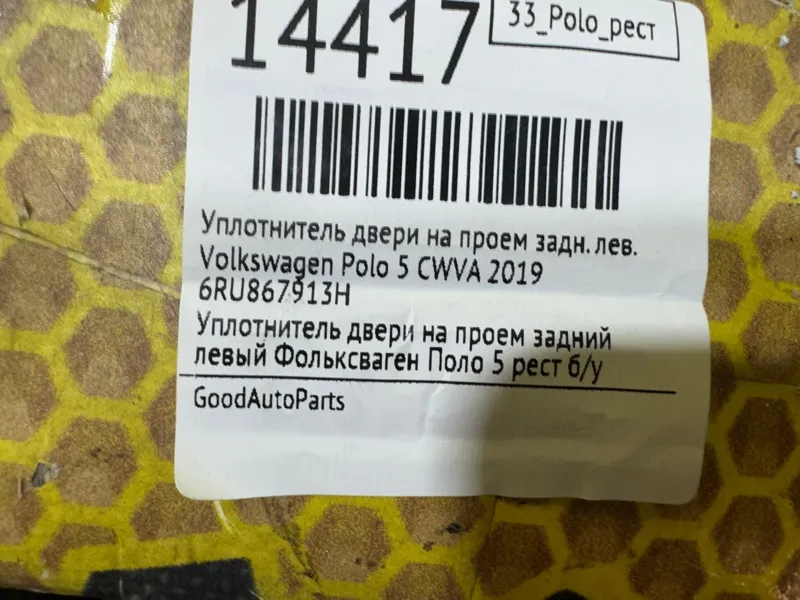 14417
33_Polo_рест
Уплотнитель двери на проем задн. лев.
Volkswagen Polo 5 CWVA 2019
6RU867913H
Уплотнитель двери на проем задний
левый Фольксваген Поло 5 рест б/у
GoodAutoParts